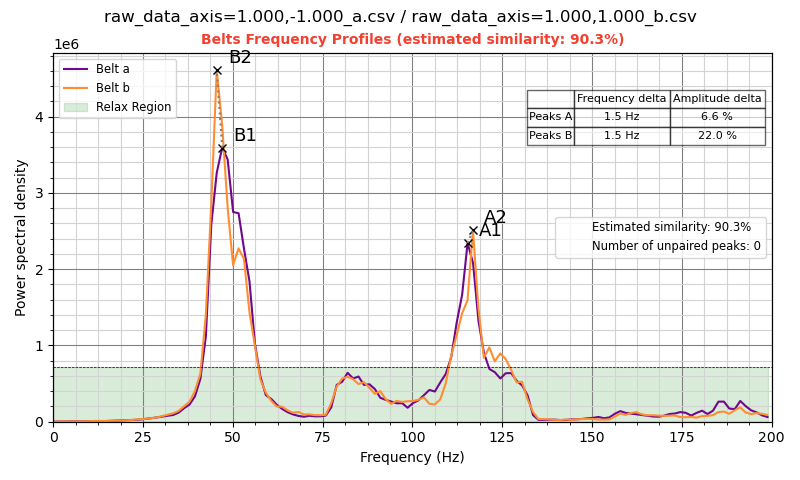 raw_data_axis=1.000,-1.000_a.csv / raw_data_axis=1.000,1.000_b.csv
Belts Frequency Profiles (estimated similarity: 90.3%)
1e6
Belt a
Belt b
Relax Region
B2
B1
A2
A1
Frequency delta Amplitude delta
Peaks A 1.5 Hz 6.6 %
Peaks B 1.5 Hz 22.0 %
Estimated similarity: 90.3%
Number of unpaired peaks: 0
Power spectral density
4
3
2
1
0
0 25 50 75 100 125 150 175 200
Frequency (Hz)